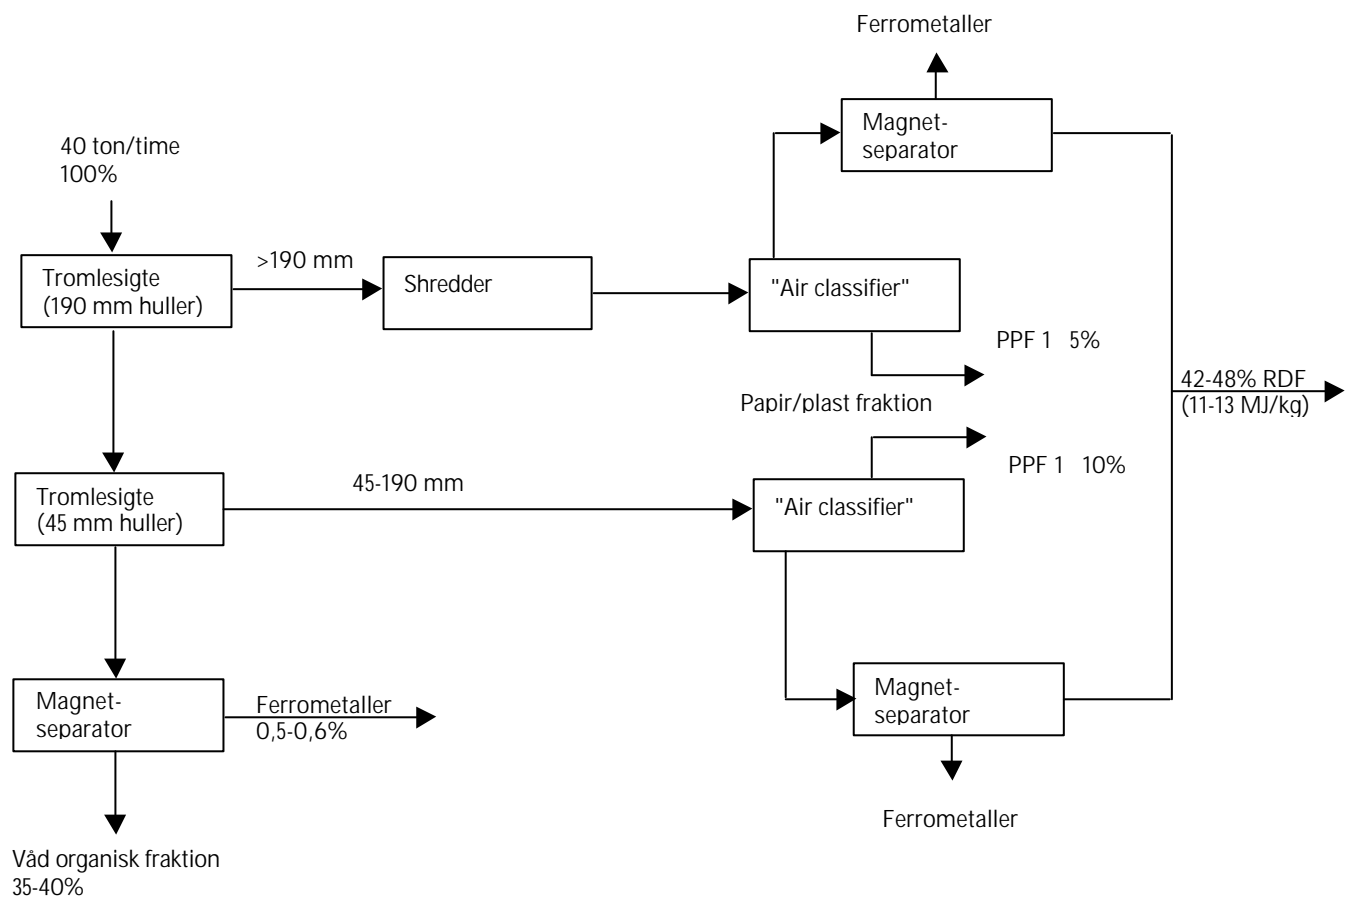 Ferrometaller
Magnet-
separator
40 ton/time
100%
Tromlesigte
(190 mm huller)
>190 mm
Shredder
"Air classifier"
PPF 1 5%
42-48% RDF
(11-13 MJ/kg)
Papir/plast fraktion
PPF 1 10%
Tromlesigte
(45 mm huller)
45-190 mm
"Air classifier"
Magnet-
separator
Ferrometaller
0,5-0,6%
Magnet-
separator
Ferrometaller
Våd organisk fraktion
35-40%